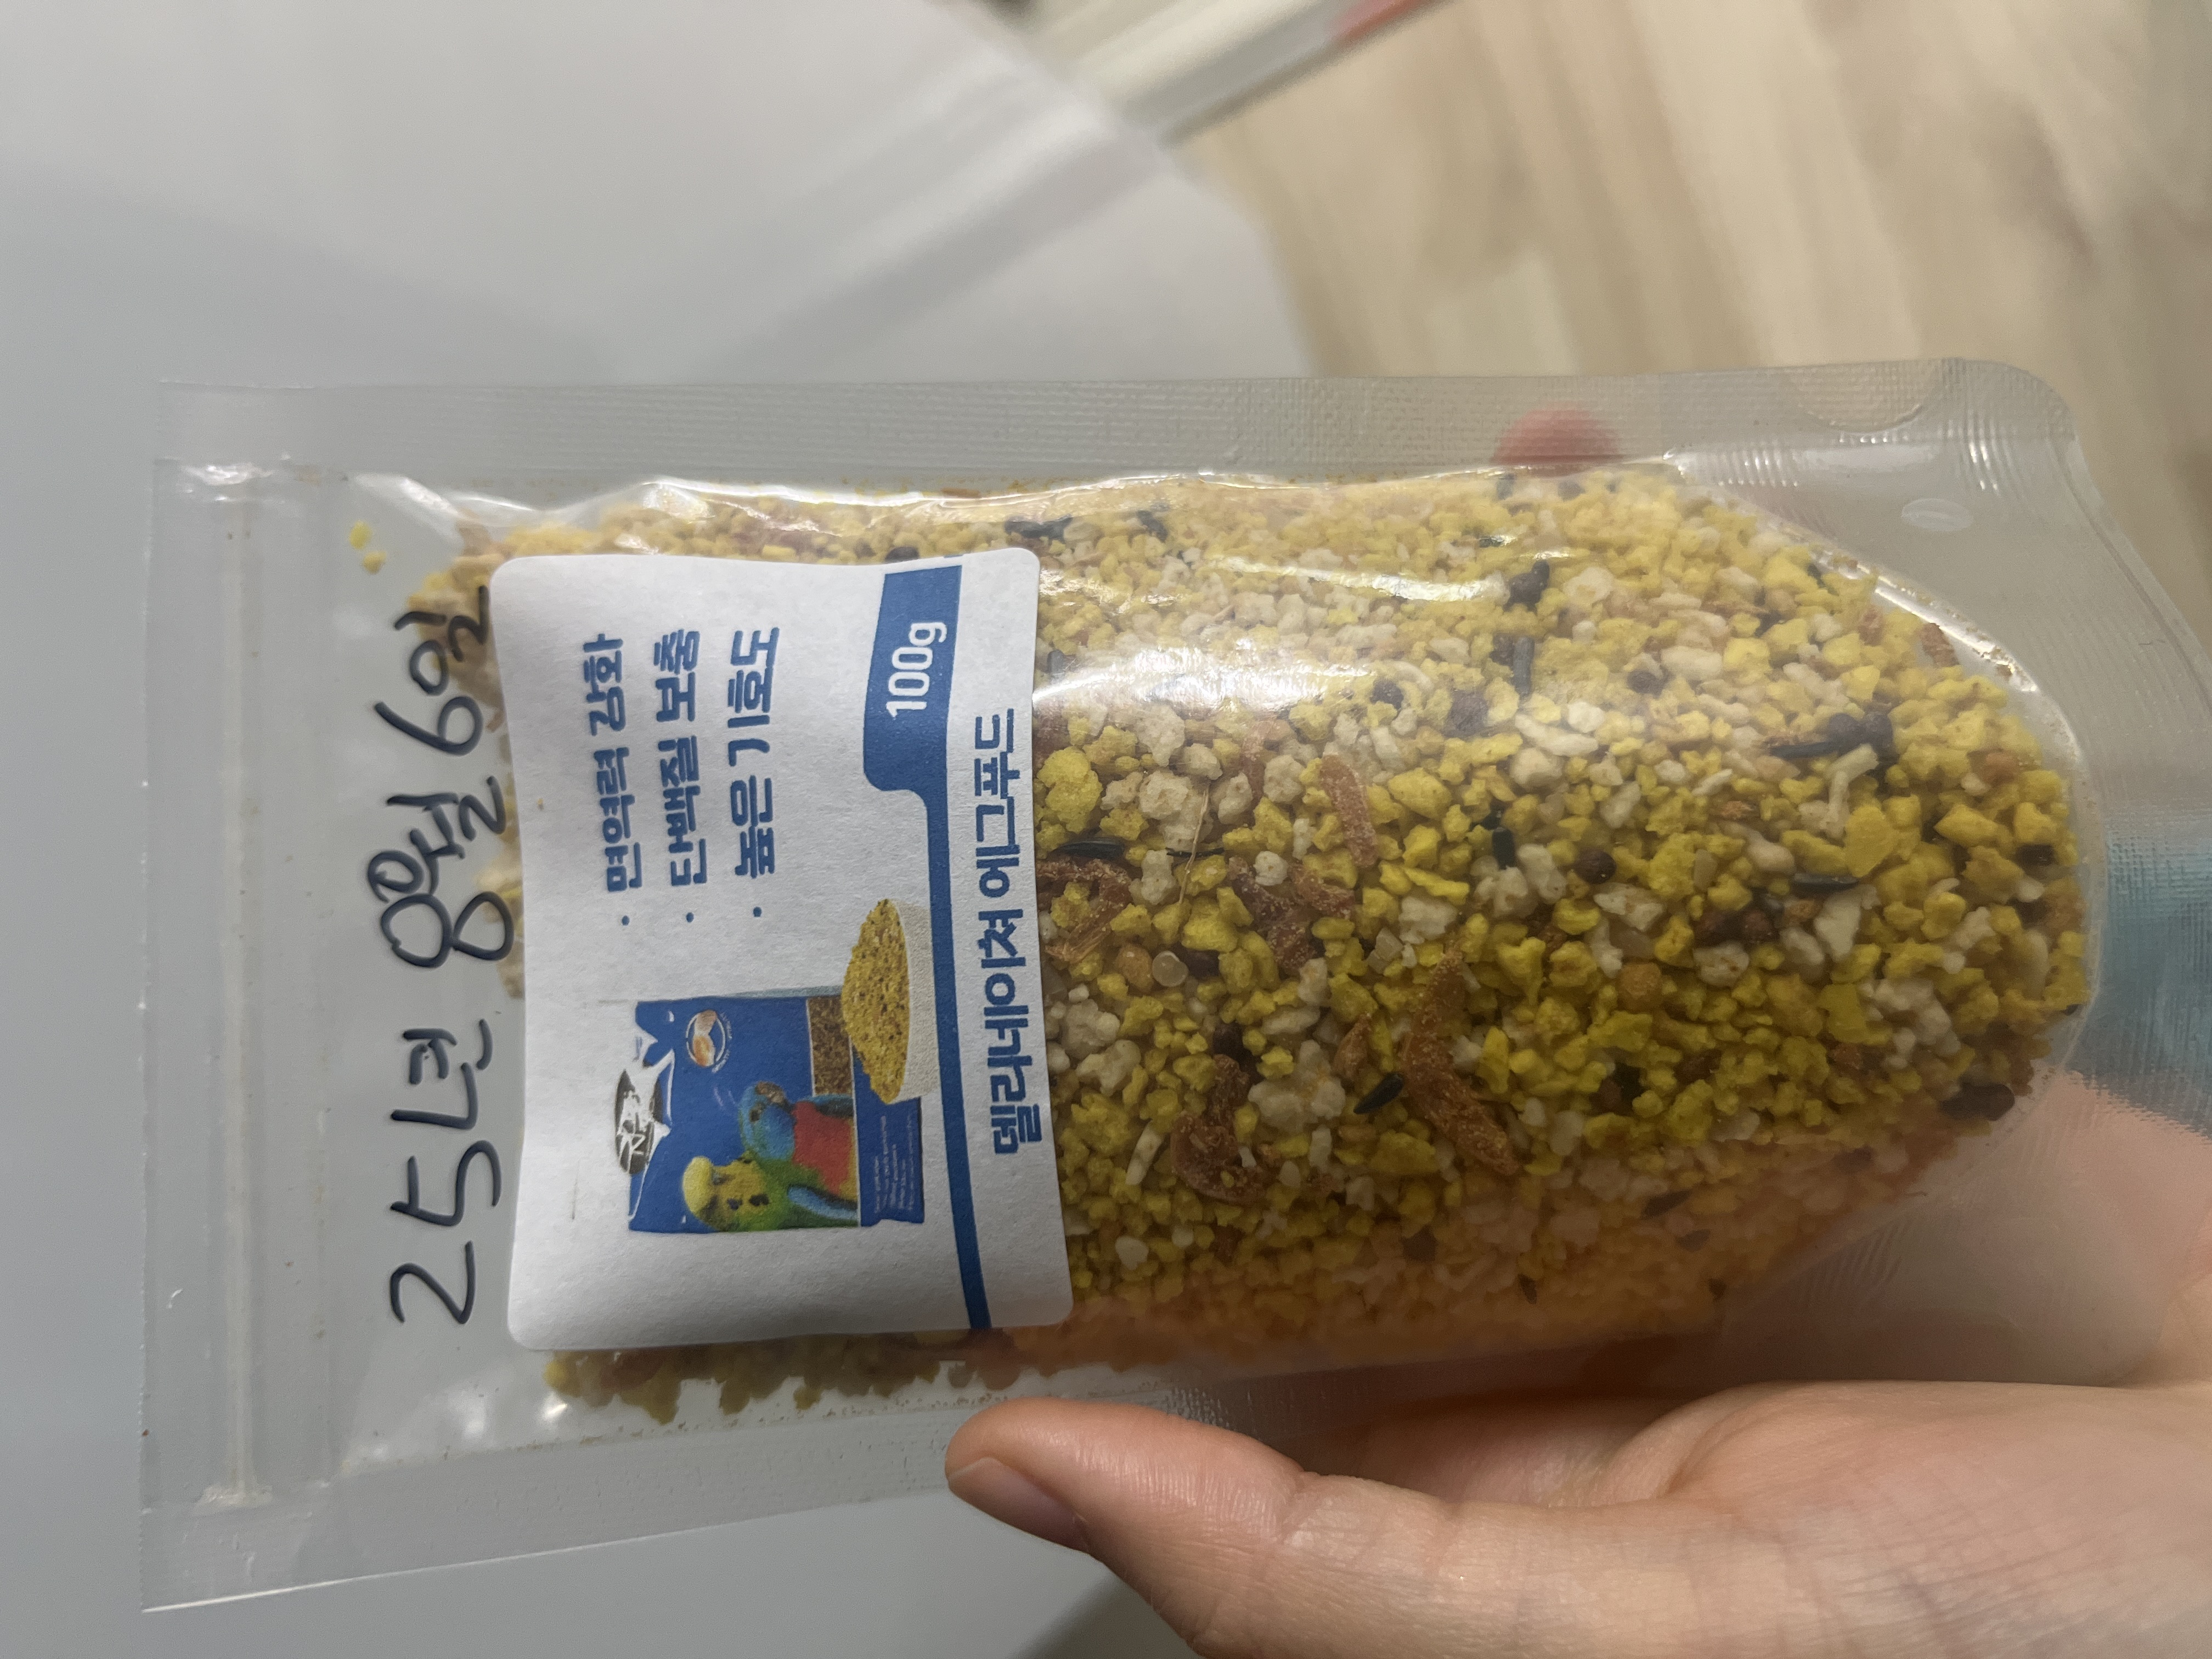 25년 8월 6일
· 면역력 강화
· 단백질 보충
· 높은 기호도
100g
델리네이쳐 에그푸드